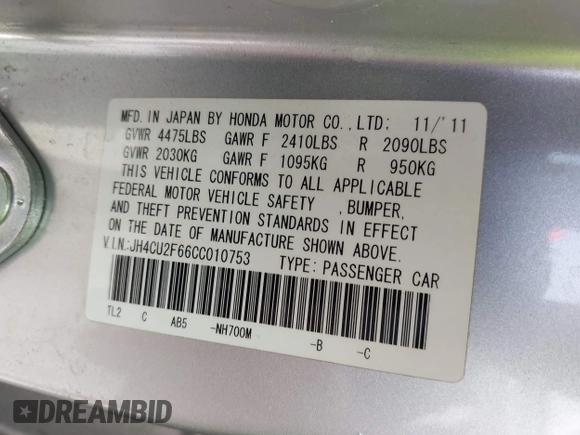 MFD. IN JAPAN BY HONDA MOTOR CO., LTD; 11/'11
GVWR 4475LBS GAWR F 2410LBS R 2090LBS
GVWR 2030KG GAWR F 1095KG R 950KG
THIS VEHICLE CONFORMS TO ALL APPLICABLE
FEDERAL MOTOR VEHICLE SAFETY , BUMPER,
AND THEFT PREVENTION STANDARDS IN EFFECT
ON THE DATE OF MANUFACTURE SHOWN ABOVE.
V.I.N:JH4CU2F66CC010753 TYPE: PASSENGER CAR
TL2 C AB5 -NH700M -B -C
DREAMBID